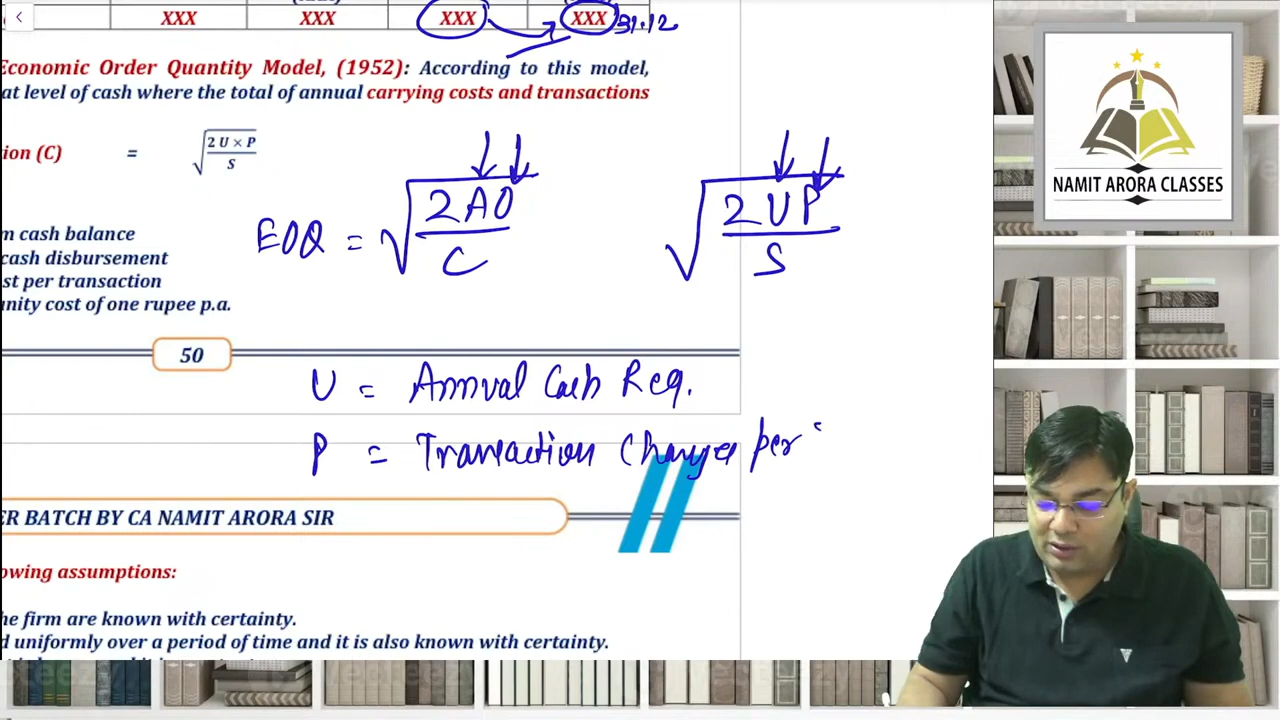 XXX XXX XXX XXX 31.12
Economic Order Quantity Model, (1952): According to this model,
at level of cash where the total of annual carrying costs and transactions
ion (C) = √ 2 U × P
S
EOQ = √ 2AO
C
√ 2UP
S
m cash balance
cash disbursement
st per transaction
unity cost of one rupee p.a.
50
U = Annual Cash Req.
P = Transaction Charges per
ER BATCH BY CA NAMIT ARORA SIR
owing assumptions:
he firm are known with certainty.
d uniformly over a period of time and it is also known with certainty.
NAMIT ARORA CLASSES